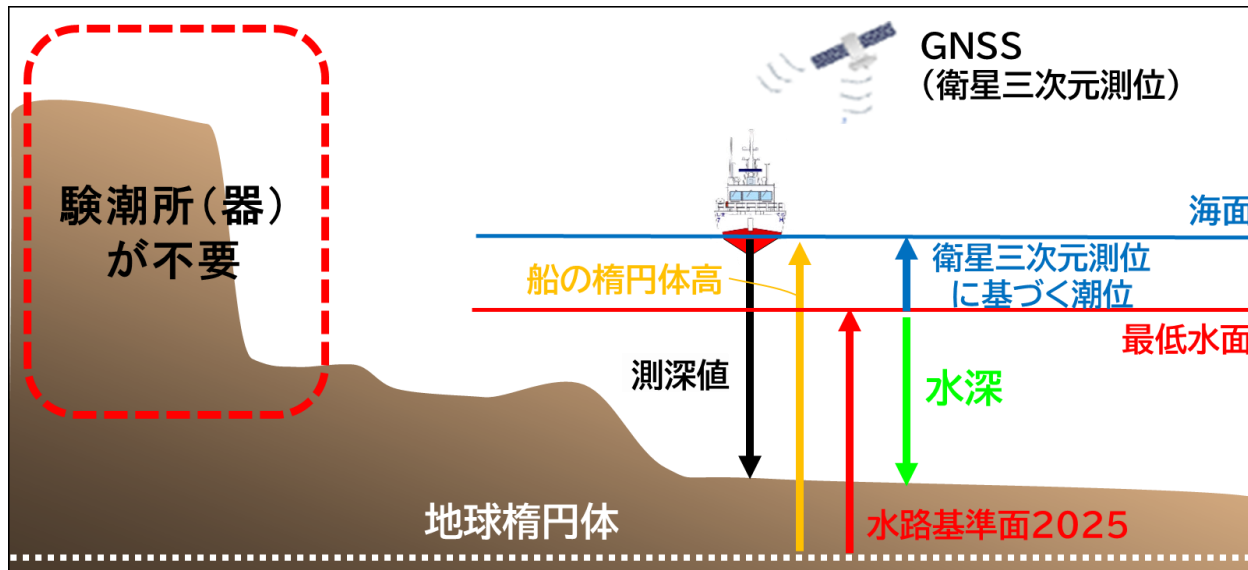 GNSS
（衛星三次元測位）
験潮所（器）
が不要
海面
衛星三次元測位
に基づく潮位
船の楕円体高
最低水面
測深値
水深
地球楕円体
水路基準面2025